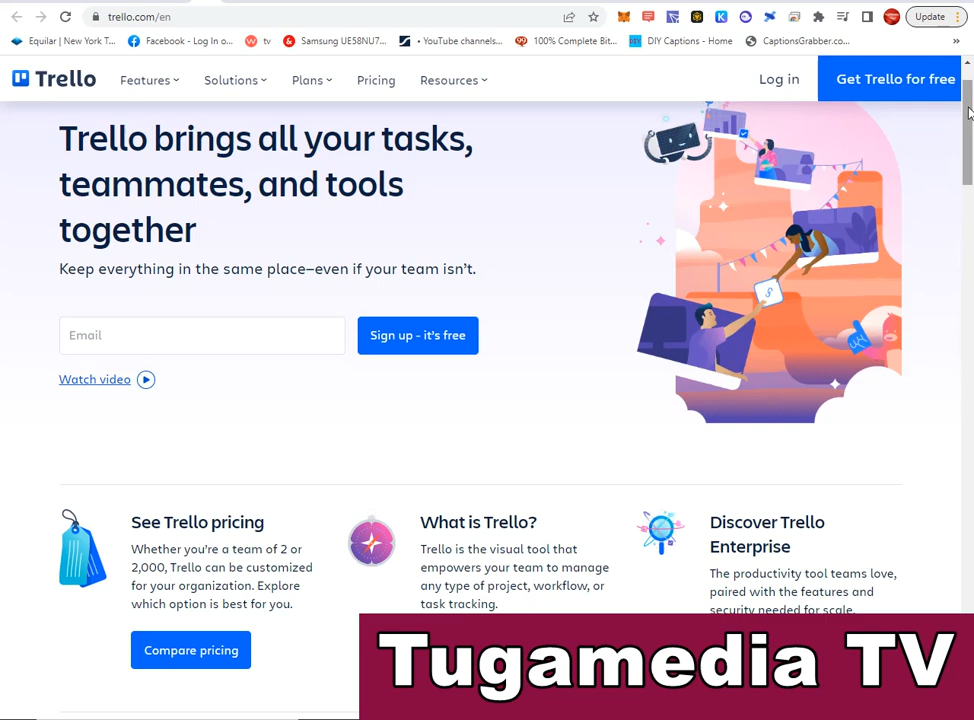 trello.com/en
Update
Equilar | New York T...
Facebook - Log In o...
tv
Samsung UE58NU7...
• YouTube channels...
100% Complete Bit...
DIY Captions - Home
CaptionsGrabber.co...
»
Trello
Features
Solutions
Plans
Pricing
Resources
Log in
Get Trello for free
Trello brings all your tasks,
teammates, and tools
together
Keep everything in the same place—even if your team isn’t.
Email
Sign up - it’s free
Watch video
See Trello pricing
Whether you’re a team of 2 or
2,000, Trello can be customized
for your organization. Explore
which option is best for you.
Compare pricing
What is Trello?
Trello is the visual tool that
empowers your team to manage
any type of project, workflow, or
task tracking.
Discover Trello
Enterprise
The productivity tool teams love,
paired with the features and
security needed for scale.
Tugamedia TV